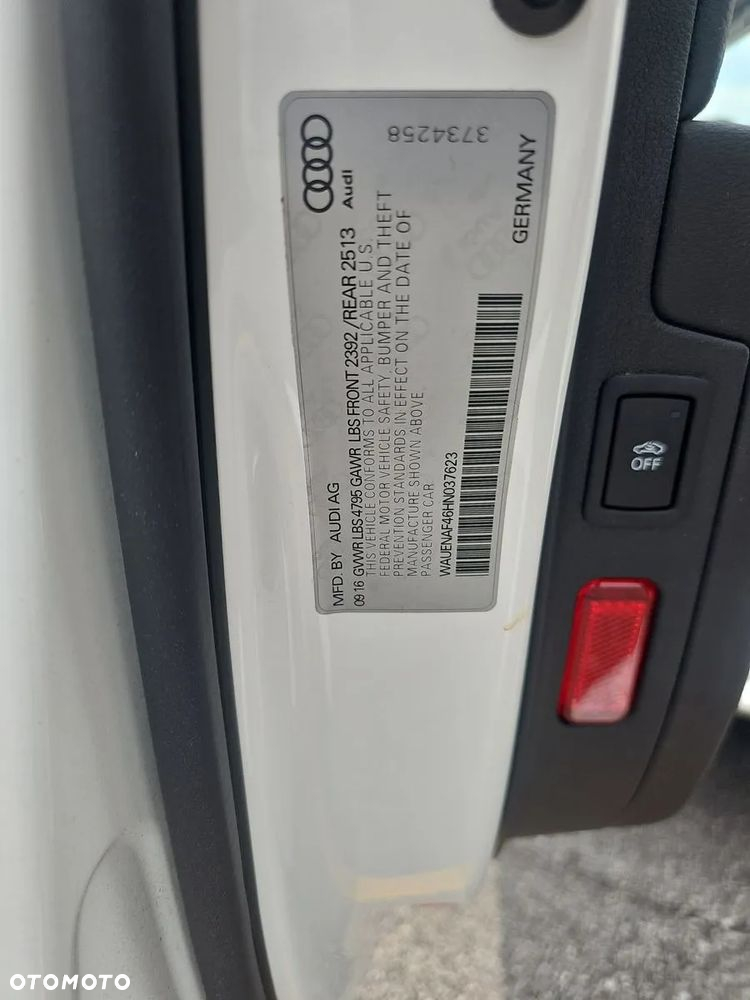 MFD. BY AUDI AG
Audi
09 16 GVWR LBS 4795 GAWR LBS FRONT 2392 / REAR 2513
THIS VEHICLE CONFORMS TO ALL APPLICABLE U.S.
FEDERAL MOTOR VEHICLE SAFETY, BUMPER AND THEFT
PREVENTION STANDARDS IN EFFECT ON THE DATE OF
MANUFACTURE SHOWN ABOVE.
PASSENGER CAR
3734258
WAUENAF46HN037623
GERMANY
OFF
OTOMOTO